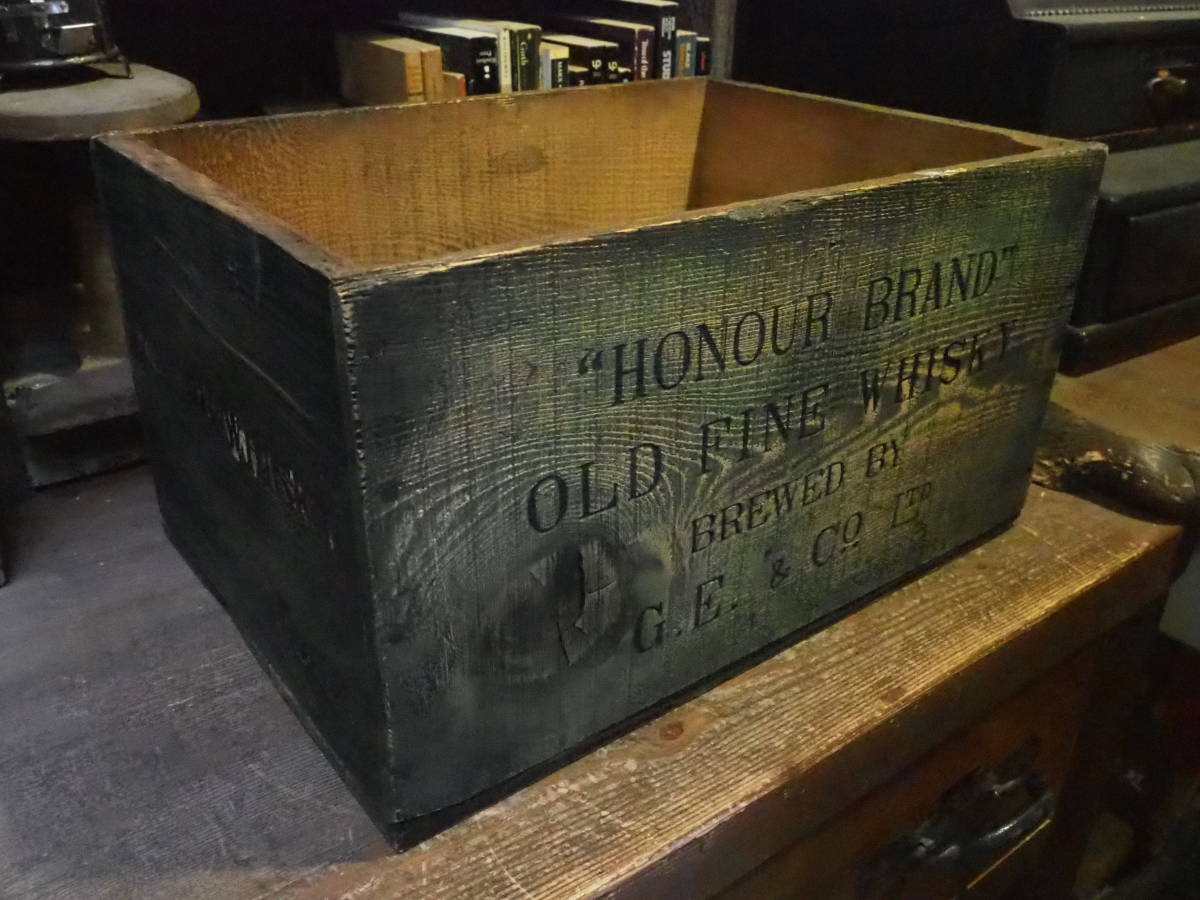 "HONOUR BRAND"
OLD FINE WHISKY
BREWED BY
G.E. & Co LTD